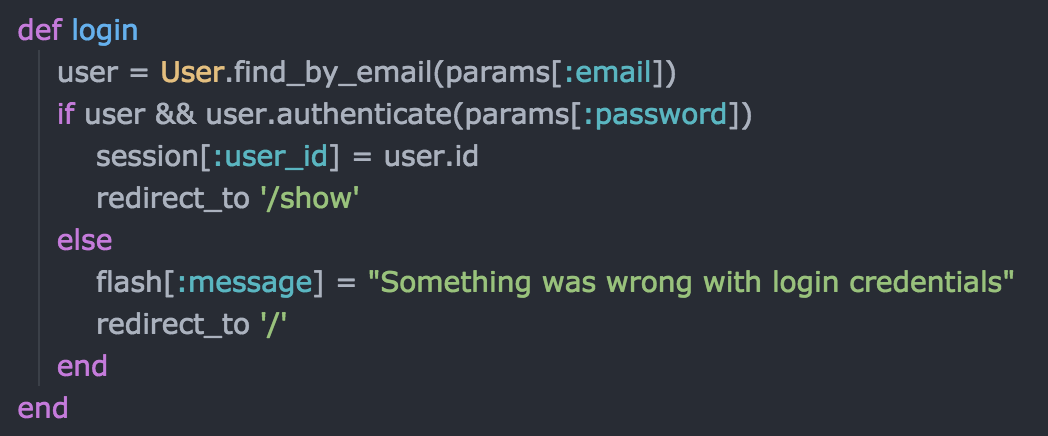 def login
user = User.find_by_email(params[:email])
if user && user.authenticate(params[:password])
session[:user_id] = user.id
redirect_to '/show'
else
flash[:message] = "Something was wrong with login credentials"
redirect_to '/'
end
end